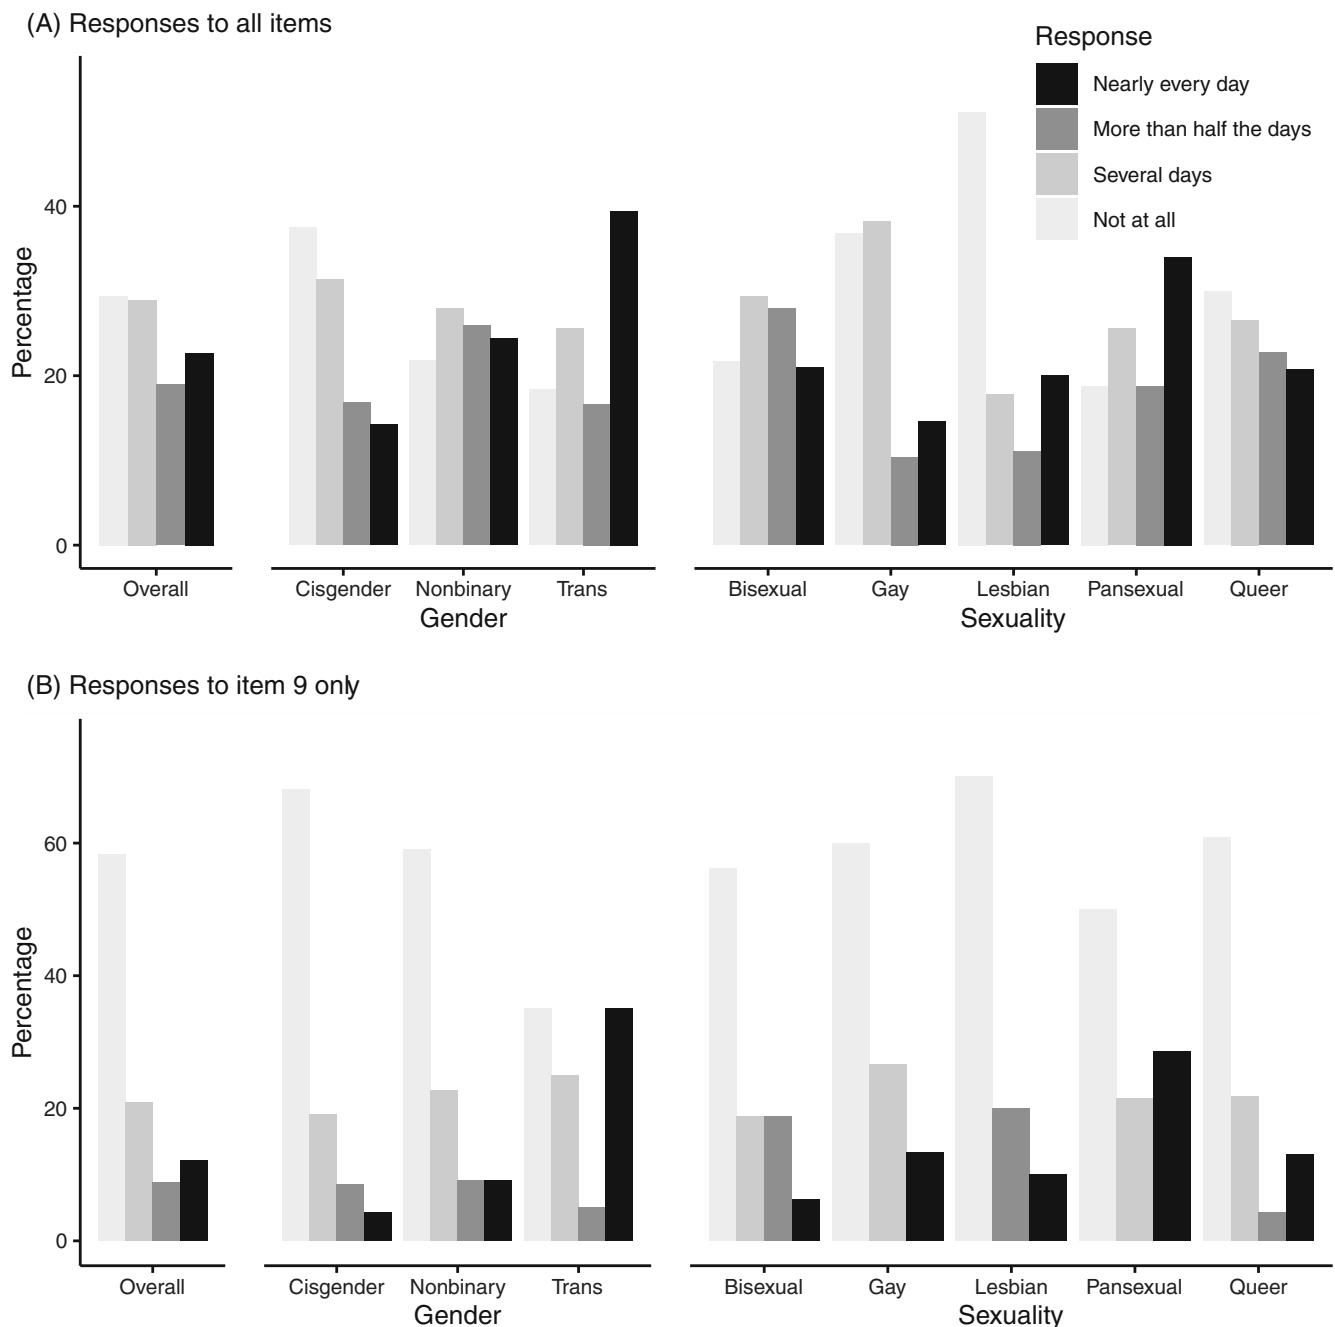 (A) Responses to all items
Response
Nearly every day
More than half the days
Several days
Not at all
Percentage
40
20
0
Overall
Cisgender Nonbinary Trans
Gender
Bisexual Gay Lesbian Pansexual Queer
Sexuality
(B) Responses to item 9 only
Percentage
60
40
20
0
Overall
Cisgender Nonbinary Trans
Gender
Bisexual Gay Lesbian Pansexual Queer
Sexuality